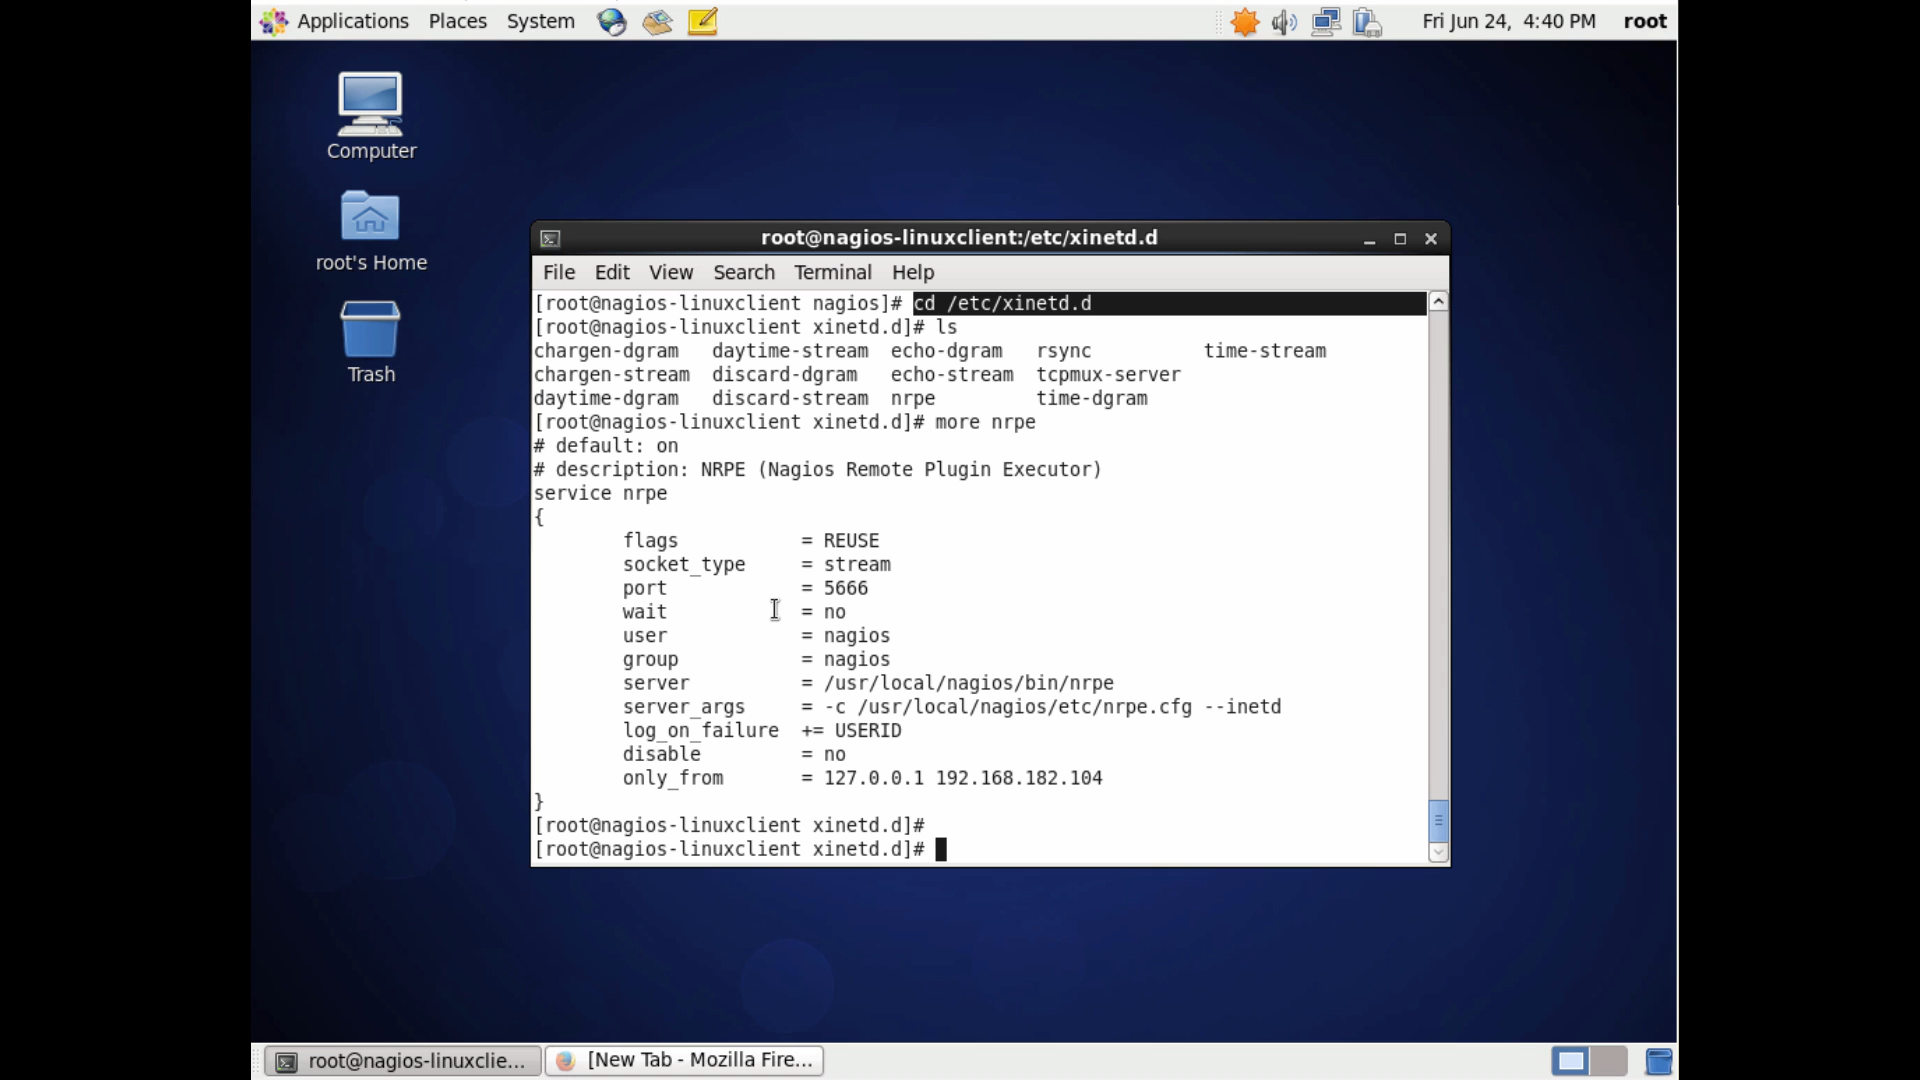 Applications Places System Fri Jun 24, 4:40 PM root
Computer
root's Home
Trash
root@nagios-linuxclient:/etc/xinetd.d
File Edit View Search Terminal Help
[root@nagios-linuxclient nagios]# cd /etc/xinetd.d
[root@nagios-linuxclient xinetd.d]# ls
chargen-dgram daytime-stream echo-dgram rsync time-stream
chargen-stream discard-dgram echo-stream tcpmux-server
daytime-dgram discard-stream nrpe time-dgram
[root@nagios-linuxclient xinetd.d]# more nrpe
# default: on
# description: NRPE (Nagios Remote Plugin Executor)
service nrpe
{
flags = REUSE
socket_type = stream
port = 5666
wait = no
user = nagios
group = nagios
server = /usr/local/nagios/bin/nrpe
server_args = -c /usr/local/nagios/etc/nrpe.cfg --inetd
log_on_failure += USERID
disable = no
only_from = 127.0.0.1 192.168.182.104
}
[root@nagios-linuxclient xinetd.d]#
[root@nagios-linuxclient xinetd.d]#
root@nagios-linuxclie... [New Tab - Mozilla Fire...